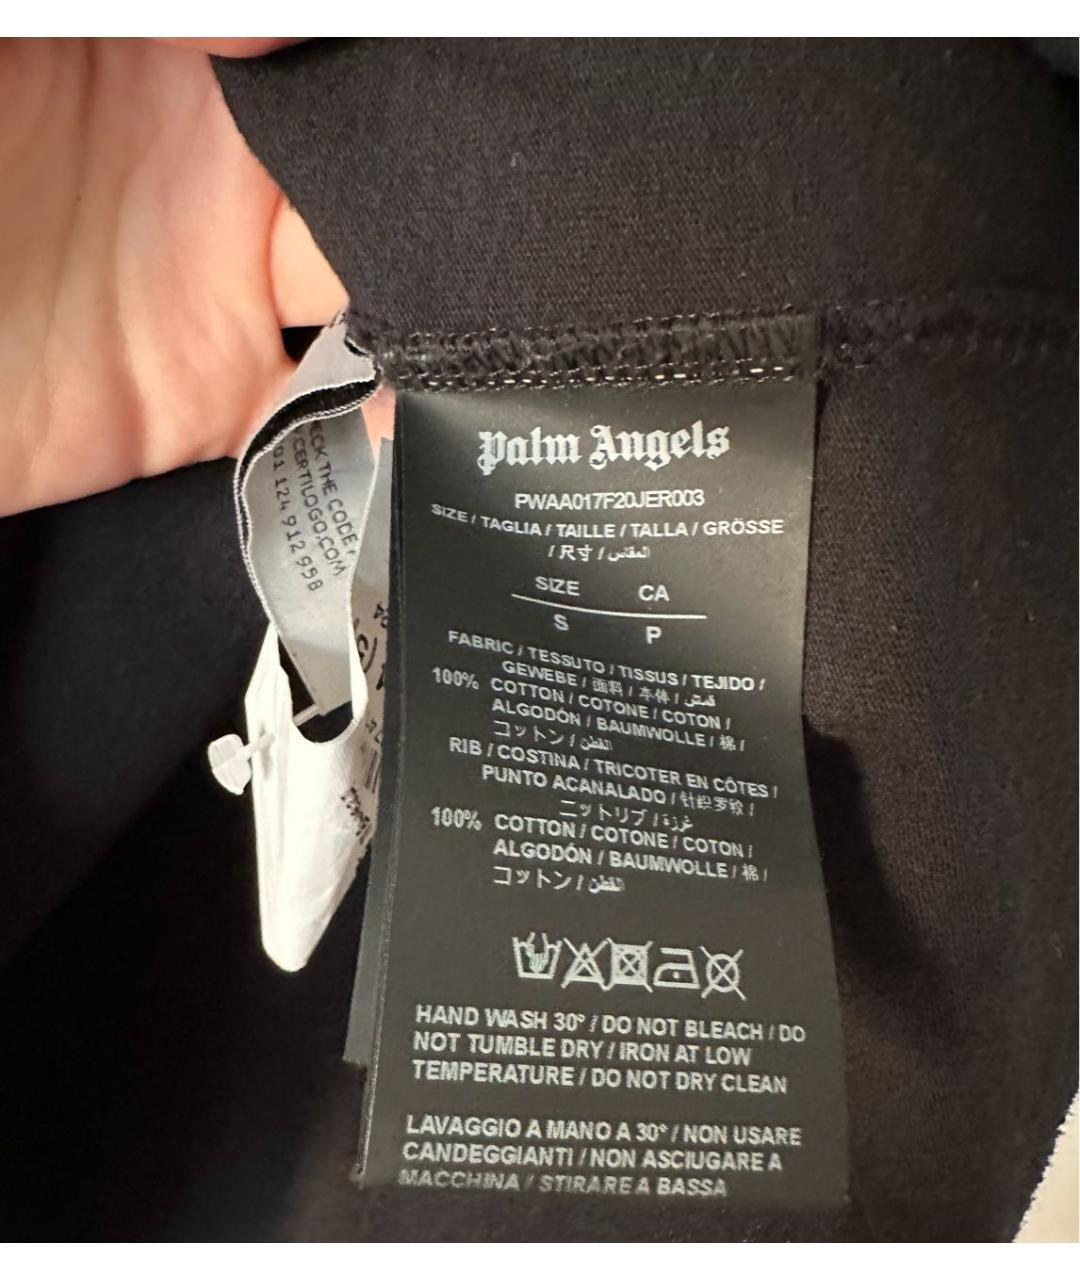 Palm Angels
PWAA017F20JER003
SIZE / TAGLIA / TAILLE / TALLA / GRÖSSE
/ 尺寸 / المقاس
SIZE CA
S P
FABRIC / TESSUTO / TISSUS / TEJIDO /
GEWEBE / 面料 / 本体 / قميص
100% COTTON / COTONE / COTON /
ALGODÓN / BAUMWOLLE / 棉 /
コットン / القطن
RIB / COSTINA / TRICOTER EN CÔTES /
PUNTO ACANALADO / 针织罗纹 /
ニットリブ / غرزة
100% COTTON / COTONE / COTON /
ALGODÓN / BAUMWOLLE / 棉 /
コットン / القطن
HAND WASH 30° / DO NOT BLEACH / DO
NOT TUMBLE DRY / IRON AT LOW
TEMPERATURE / DO NOT DRY CLEAN
LAVAGGIO A MANO A 30° / NON USARE
CANDEGGIANTI / NON ASCIUGARE A
MACCHINA / STIRARE A BASSA
ECK THE CODE /
CERTILOGO.COM
01 124 912 958